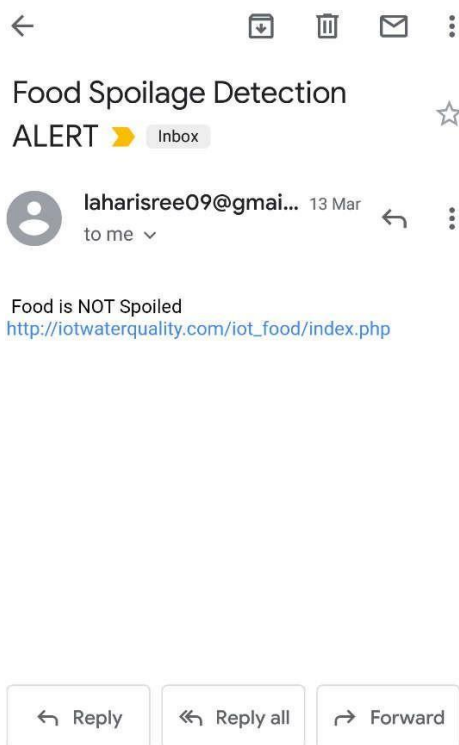 Food Spoilage Detection
ALERT Inbox
laharisree09@gmai... 13 Mar
to me
Food is NOT Spoiled
http://iotwaterquality.com/iot_food/index.php
Reply Reply all Forward